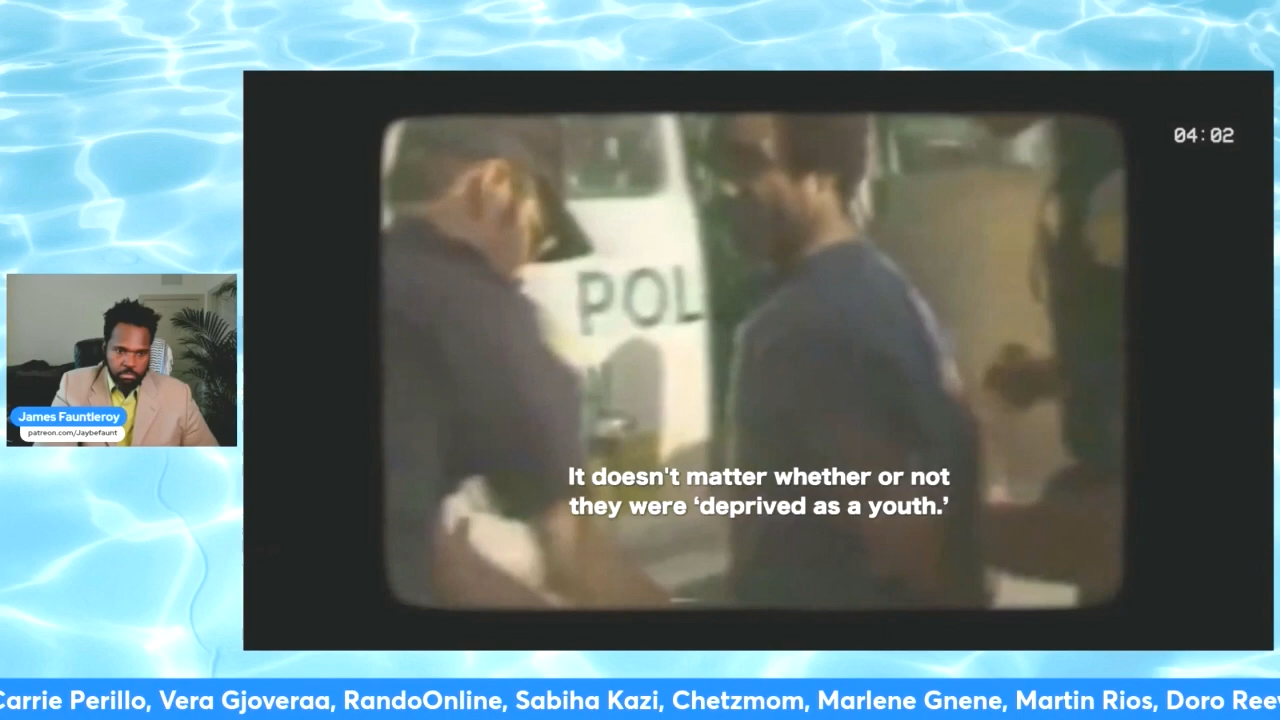 04:02
POL
It doesn't matter whether or not
they were ‘deprived as a youth.’
James Fauntleroy
patreon.com/Jaybefaunt
Carrie Perillo, Vera Gjoveraa, RandoOnline, Sabiha Kazi, Chetzmom, Marlene Gnene, Martin Rios, Doro Ree